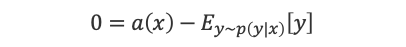 0 = a(x) − E_{y∼p(y|x)}[y]